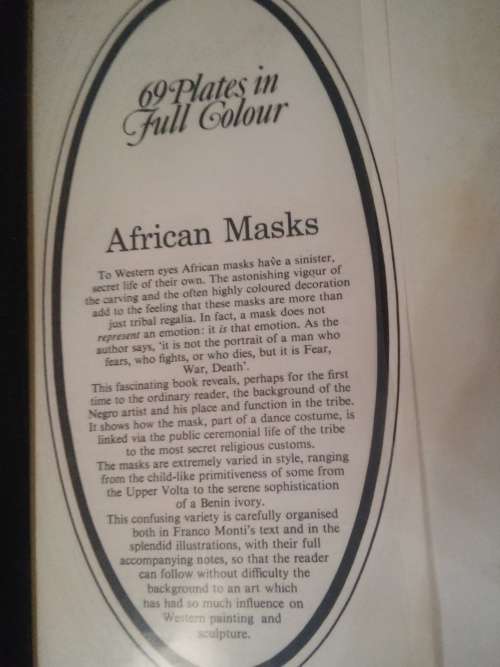 69 Plates in
Full Colour
African Masks
To Western eyes African masks have a sinister,
secret life of their own. The astonishing vigour of
the carving and the often highly coloured decoration
add to the feeling that these masks are more than
just tribal regalia. In fact, a mask does not
represent an emotion: it is that emotion. As the
author says, 'it is not the portrait of a man who
fears, who fights, or who dies, but it is Fear,
War, Death'.
This fascinating book reveals, perhaps for the first
time to the ordinary reader, the background of the
Negro artist and his place and function in the tribe.
It shows how the mask, part of a dance costume, is
linked via the public ceremonial life of the tribe
to the most secret religious customs.
The masks are extremely varied in style, ranging
from the child-like primitiveness of some from
the Upper Volta to the serene sophistication
of a Benin ivory.
This confusing variety is carefully organised
both in Franco Monti's text and in the
splendid illustrations, with their full
accompanying notes, so that the reader
can follow without difficulty the
background to an art which
has had so much influence on
Western painting and
sculpture.